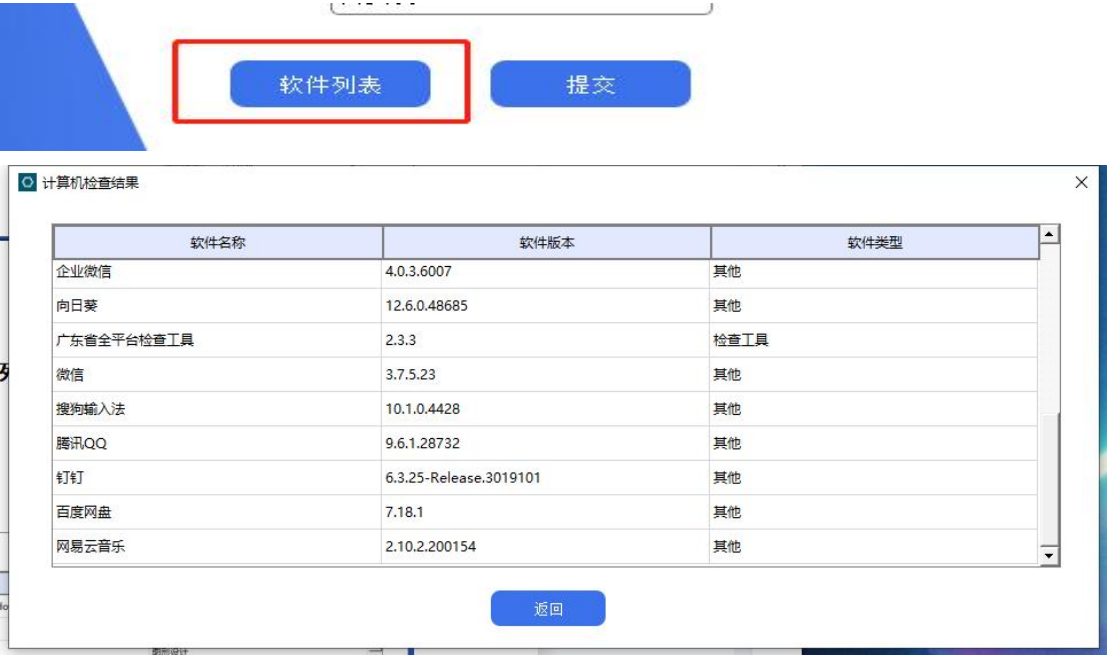 软件列表 提交
计算机检查结果
软件名称 软件版本 软件类型
企业微信 4.0.3.6007 其他
向日葵 12.6.0.48685 其他
广东省全平台检查工具 2.3.3 检查工具
微信 3.7.5.23 其他
搜狗输入法 10.1.0.4428 其他
腾讯QQ 9.6.1.28732 其他
钉钉 6.3.25-Release.3019101 其他
百度网盘 7.18.1 其他
网易云音乐 2.10.2.200154 其他
返回